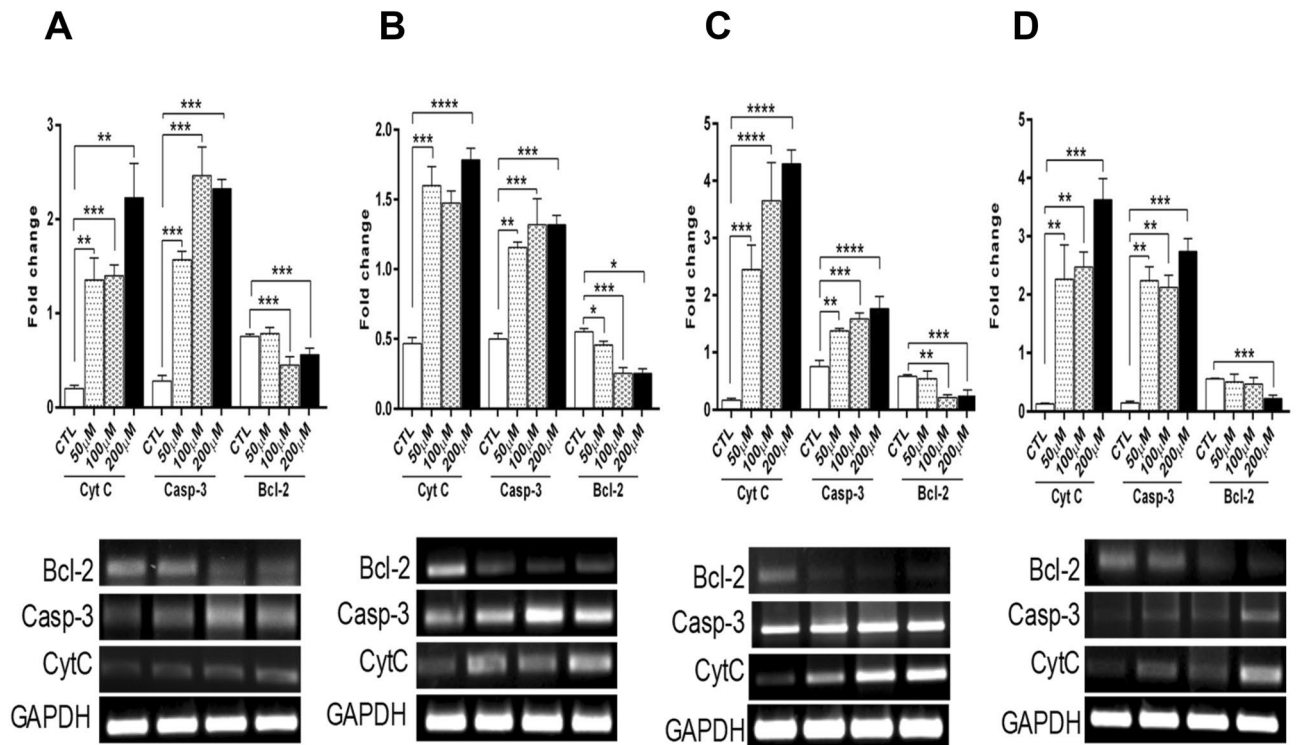 A
B
C
D
Fold change
3
2
1
0
**
***
**
***
***
***
***
***
CTL
50μM
100μM
200μM
CTL
50μM
100μM
200μM
CTL
50μM
100μM
200μM
Cyt C
Casp-3
Bcl-2
Fold change
2.0
1.5
1.0
0.5
0.0
****
***
***
***
**
*
***
*
CTL
50μM
100μM
200μM
CTL
50μM
100μM
200μM
CTL
50μM
100μM
200μM
Cyt C
Casp-3
Bcl-2
Fold change
5
4
3
2
1
0
****
****
***
****
***
**
***
**
CTL
50μM
100μM
200μM
CTL
50μM
100μM
200μM
CTL
50μM
100μM
200μM
Cyt C
Casp-3
Bcl-2
Fold change
5
4
3
2
1
0
***
**
**
***
**
**
***
CTL
50μM
100μM
200μM
CTL
50μM
100μM
200μM
CTL
50μM
100μM
200μM
Cyt C
Casp-3
Bcl-2
Bcl-2
Casp-3
CytC
GAPDH
Bcl-2
Casp-3
CytC
GAPDH
Bcl-2
Casp-3
CytC
GAPDH
Bcl-2
Casp-3
CytC
GAPDH